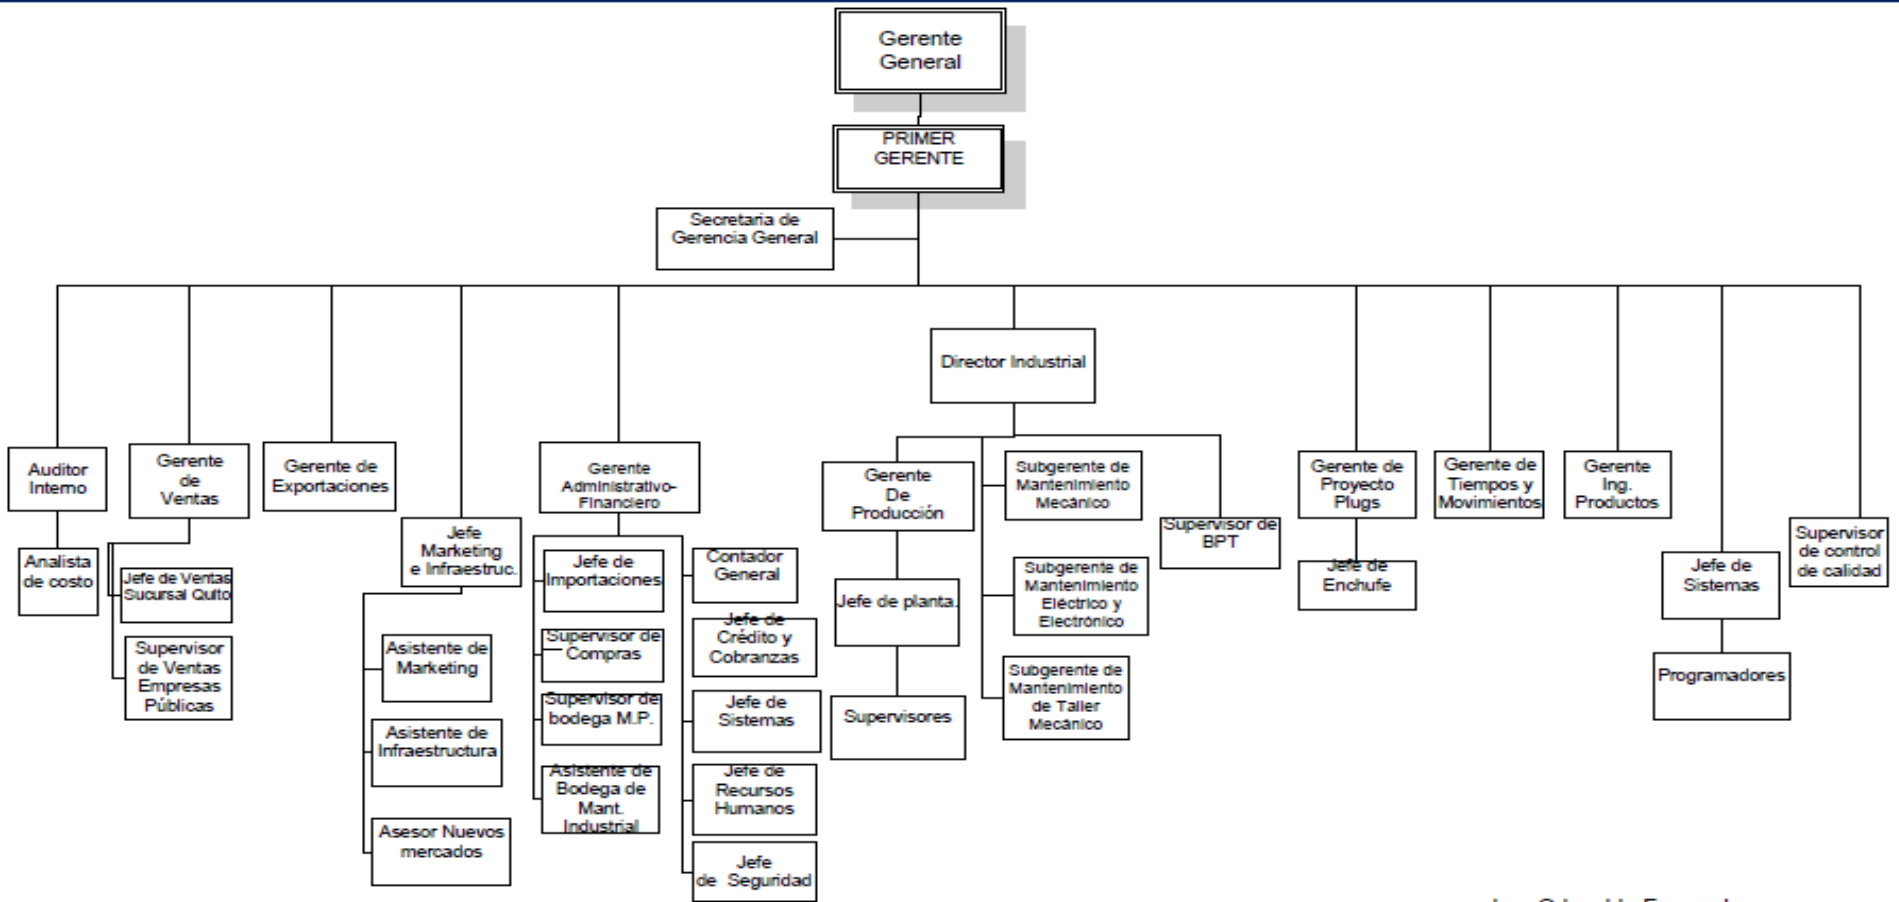 Gerente
General
PRIMER
GERENTE
Secretaria de
Gerencia General
Director Industrial
Auditor
Interno
Analista
de costo
Gerente
de
Ventas
Jefe de Ventas
Sucursal Quito
Supervisor
de Ventas
Empresas
Públicas
Gerente de
Exportaciones
Jefe
Marketing
e Infraestruc.
Asistente de
Marketing
Asistente de
Infraestructura
Asesor Nuevos
mercados
Gerente
Administrativo-
Financiero
Jefe de
Importaciones
Supervisor de
Compras
Supervisor de
bodega M.P.
Asistente de
Bodega de
Mant.
Industrial
Contador
General
Jefe de
Crédito y
Cobranzas
Jefe de
Sistemas
Jefe de
Recursos
Humanos
Jefe
de Seguridad
Gerente
De
Producción
Jefe de planta.
Supervisores
Subgerente de
Mantenimiento
Mecánico
Subgerente de
Mantenimiento
Eléctrico y
Electrónico
Subgerente de
Mantenimiento
de Taller
Mecánico
Supervisor de
BPT
Gerente de
Proyecto
Plugs
Jefe de
Enchufe
Gerente de
Tiempos y
Movimientos
Gerente
Ing.
Productos
Jefe de
Sistemas
Programadores
Supervisor
de control
de calidad